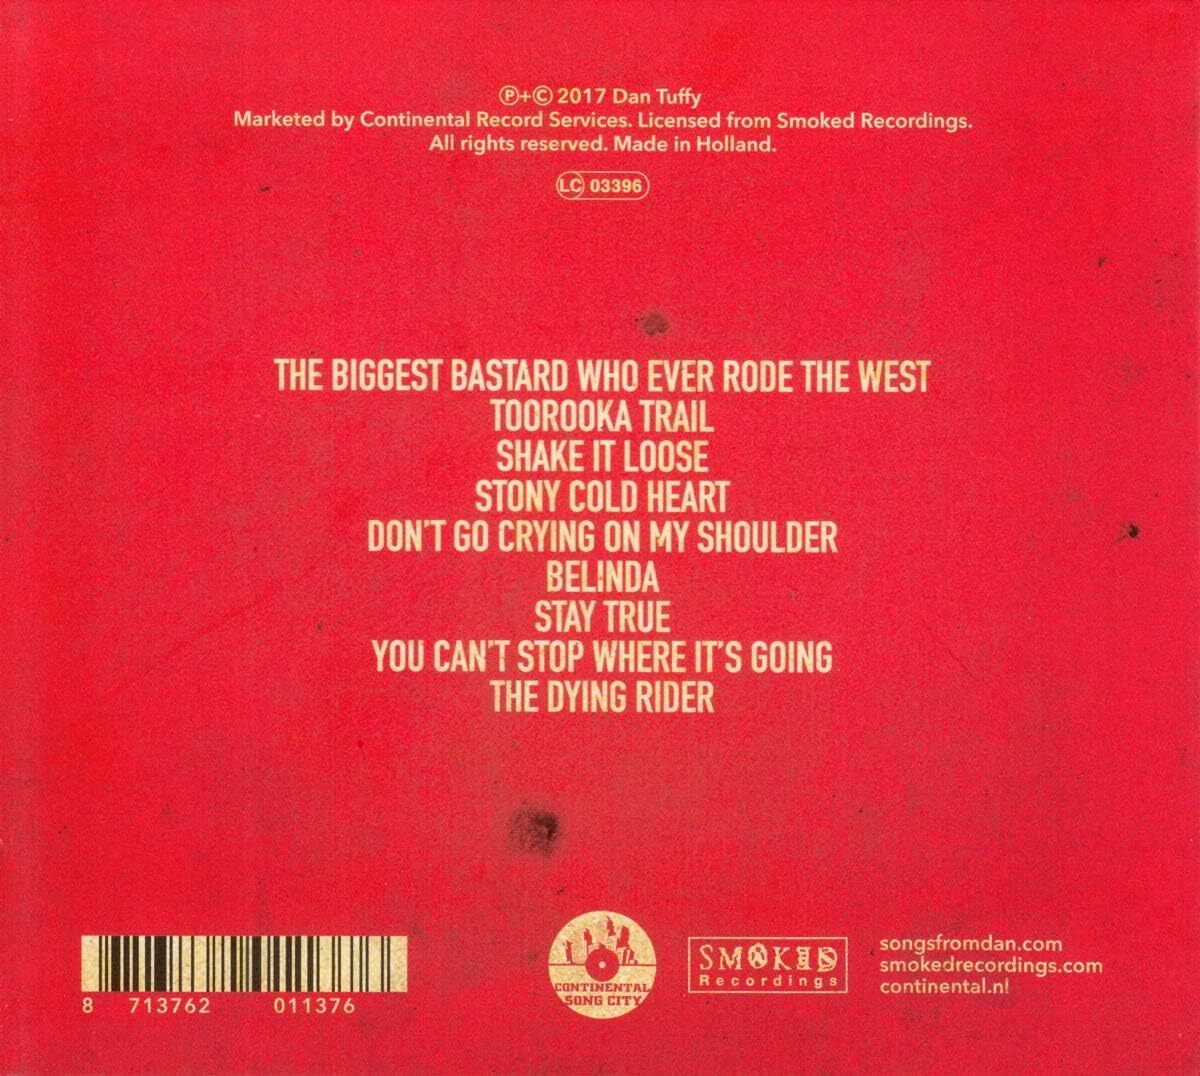 ℗+© 2017 Dan Tuffy
Marketed by Continental Record Services. Licensed from Smoked Recordings.
All rights reserved. Made in Holland.
LC 03396
THE BIGGEST BASTARD WHO EVER RODE THE WEST
TOOROOKA TRAIL
SHAKE IT LOOSE
STONY COLD HEART
DON'T GO CRYING ON MY SHOULDER
BELINDA
STAY TRUE
YOU CAN'T STOP WHERE IT'S GOING
THE DYING RIDER
8 713762 011376
CONTINENTAL
SONG CITY
SMOKED
Recordings
songsfromdan.com
smokedrecordings.com
continental.nl